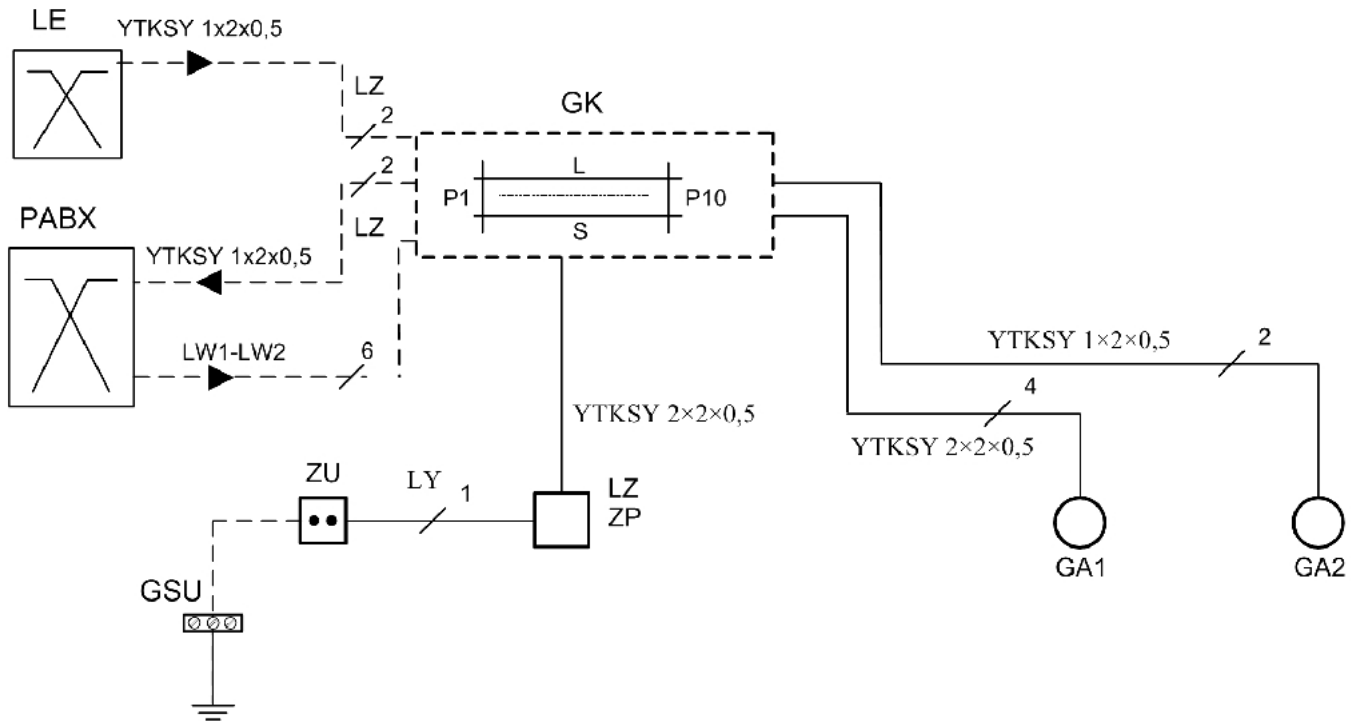 LE
YTKSY 1x2x0,5
LZ
2
GK
L
P1
P10
S
2
LZ
PABX
YTKSY 1x2x0,5
LW1-LW2
6
YTKSY 1×2×0,5
2
4
YTKSY 2×2×0,5
YTKSY 2×2×0,5
ZU
LY
1
LZ
ZP
GSU
GA1
GA2